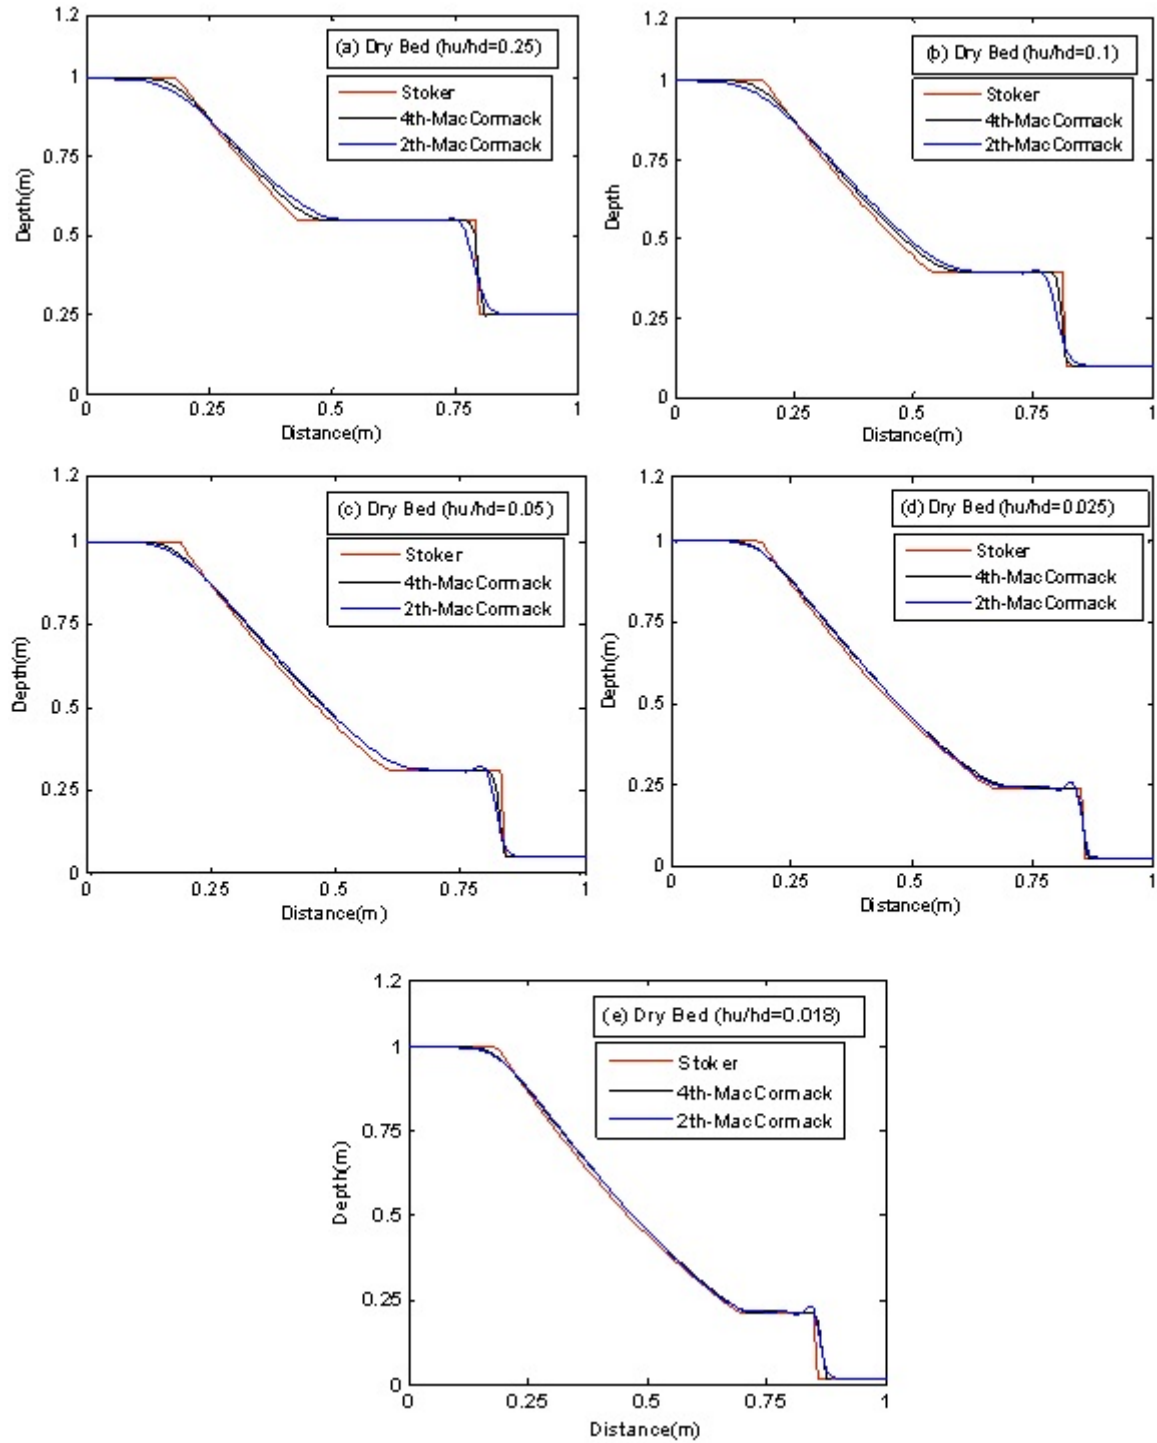 (a) Dry Bed (hu/hd=0.25)
Stoker
4th-MacCormack
2th-MacCormack
1.2
1
0.75
0.5
0.25
0
Depth(m)
0
0.25
0.5
0.75
1
Distance(m)
(b) Dry Bed (hu/hd=0.1)
Stoker
4th-MacCormack
2th-MacCormack
1.2
1
0.75
0.5
0.25
0
Depth
0
0.25
0.5
0.75
1
Distance(m)
(c) Dry Bed (hu/hd=0.05)
Stoker
4th-MacCormack
2th-MacCormack
1.2
1
0.75
0.5
0.25
0
Depth(m)
0
0.25
0.5
0.75
1
Distance(m)
(d) Dry Bed (hu/hd=0.025)
Stoker
4th-MacCormack
2th-MacCormack
1.2
1
0.75
0.5
0.25
0
Depth(m)
0
0.25
0.5
0.75
1
Distance(m)
(e) Dry Bed (hu/hd=0.018)
Stoker
4th-MacCormack
2th-MacCormack
1.2
1
0.75
0.5
0.25
0
Depth(m)
0
0.25
0.5
0.75
1
Distance(m)